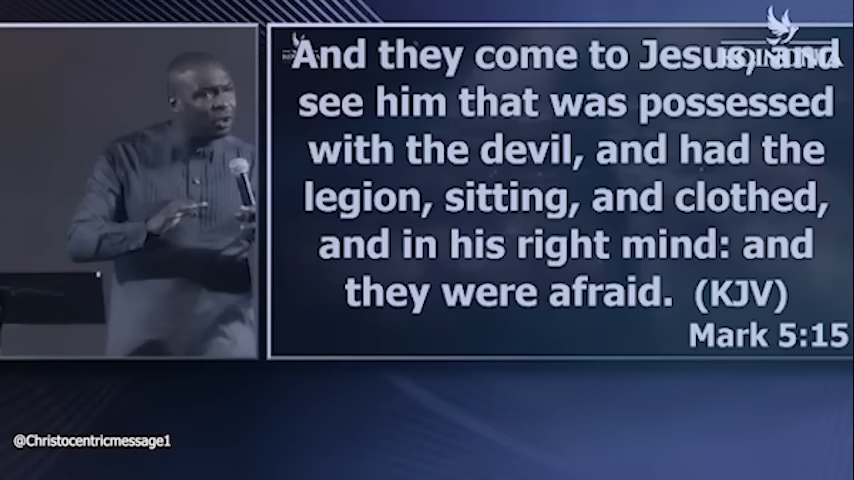 And they come to Jesus, and
see him that was possessed
with the devil, and had the
legion, sitting, and clothed,
and in his right mind: and
they were afraid. (KJV)
Mark 5:15
KOINONIA
@Christocentricmessage1